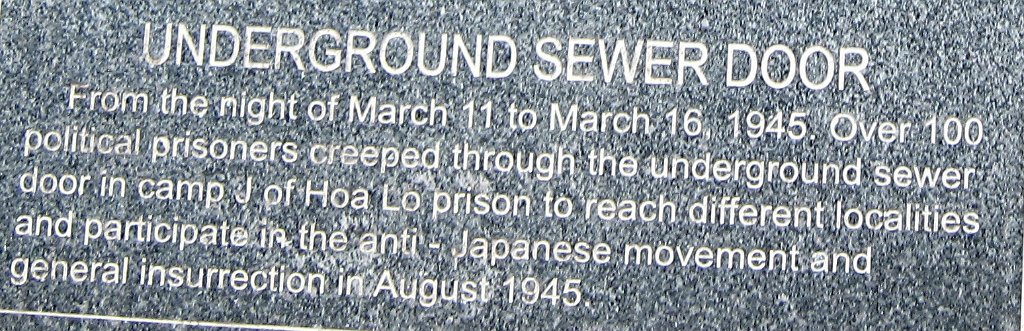 UNDERGROUND SEWER DOOR
From the night of March 11 to March 16, 1945. Over 100
political prisoners creeped through the underground sewer
door in camp J of Hoa Lo prison to reach different localities
and participate in the anti - Japanese movement and
general insurrection in August 1945.